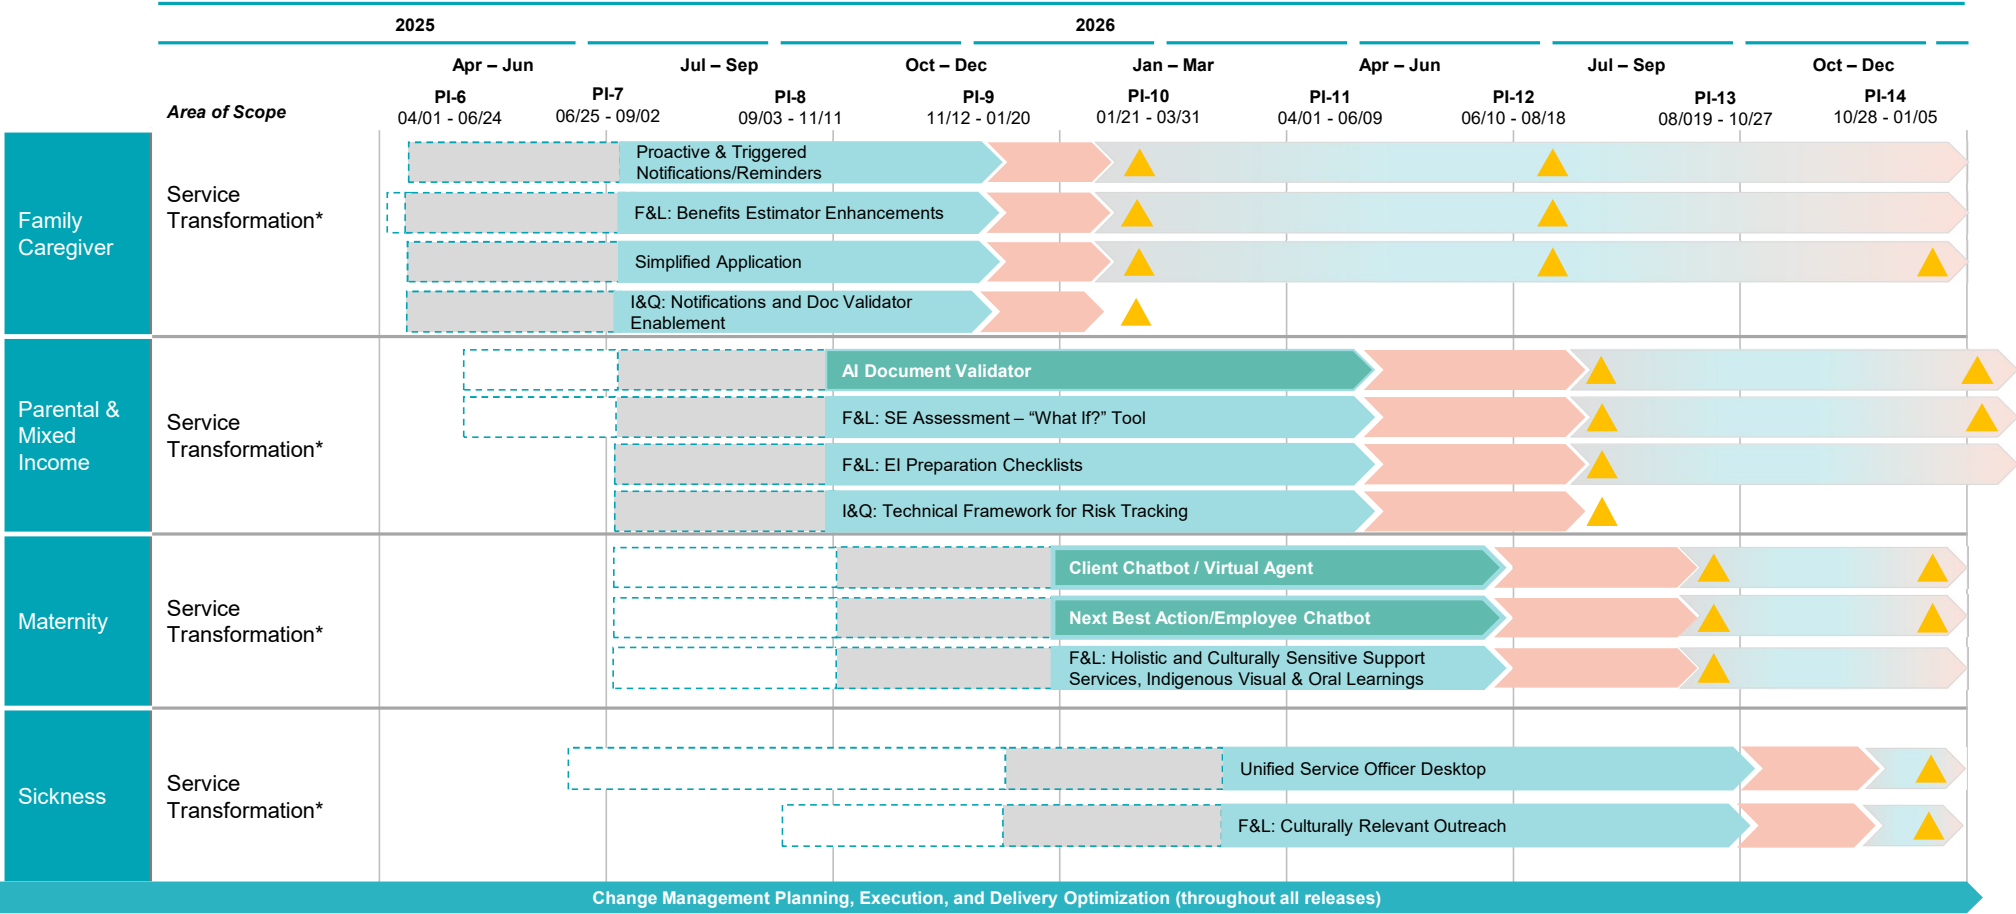 2025
2026
Apr – Jun
Jul – Sep
Oct – Dec
Jan – Mar
Apr – Jun
Jul – Sep
Oct – Dec
Area of Scope
PI-6
04/01 - 06/24
PI-7
06/25 - 09/02
PI-8
09/03 - 11/11
PI-9
11/12 - 01/20
PI-10
01/21 - 03/31
PI-11
04/01 - 06/09
PI-12
06/10 - 08/18
PI-13
08/019 - 10/27
PI-14
10/28 - 01/05
Family
Caregiver
Service
Transformation*
Proactive & Triggered
Notifications/Reminders
F&L: Benefits Estimator Enhancements
Simplified Application
I&Q: Notifications and Doc Validator
Enablement
Parental &
Mixed
Income
Service
Transformation*
AI Document Validator
F&L: SE Assessment – “What If?” Tool
F&L: EI Preparation Checklists
I&Q: Technical Framework for Risk Tracking
Maternity
Service
Transformation*
Client Chatbot / Virtual Agent
Next Best Action/Employee Chatbot
F&L: Holistic and Culturally Sensitive Support
Services, Indigenous Visual & Oral Learnings
Sickness
Service
Transformation*
Unified Service Officer Desktop
F&L: Culturally Relevant Outreach
Change Management Planning, Execution, and Delivery Optimization (throughout all releases)